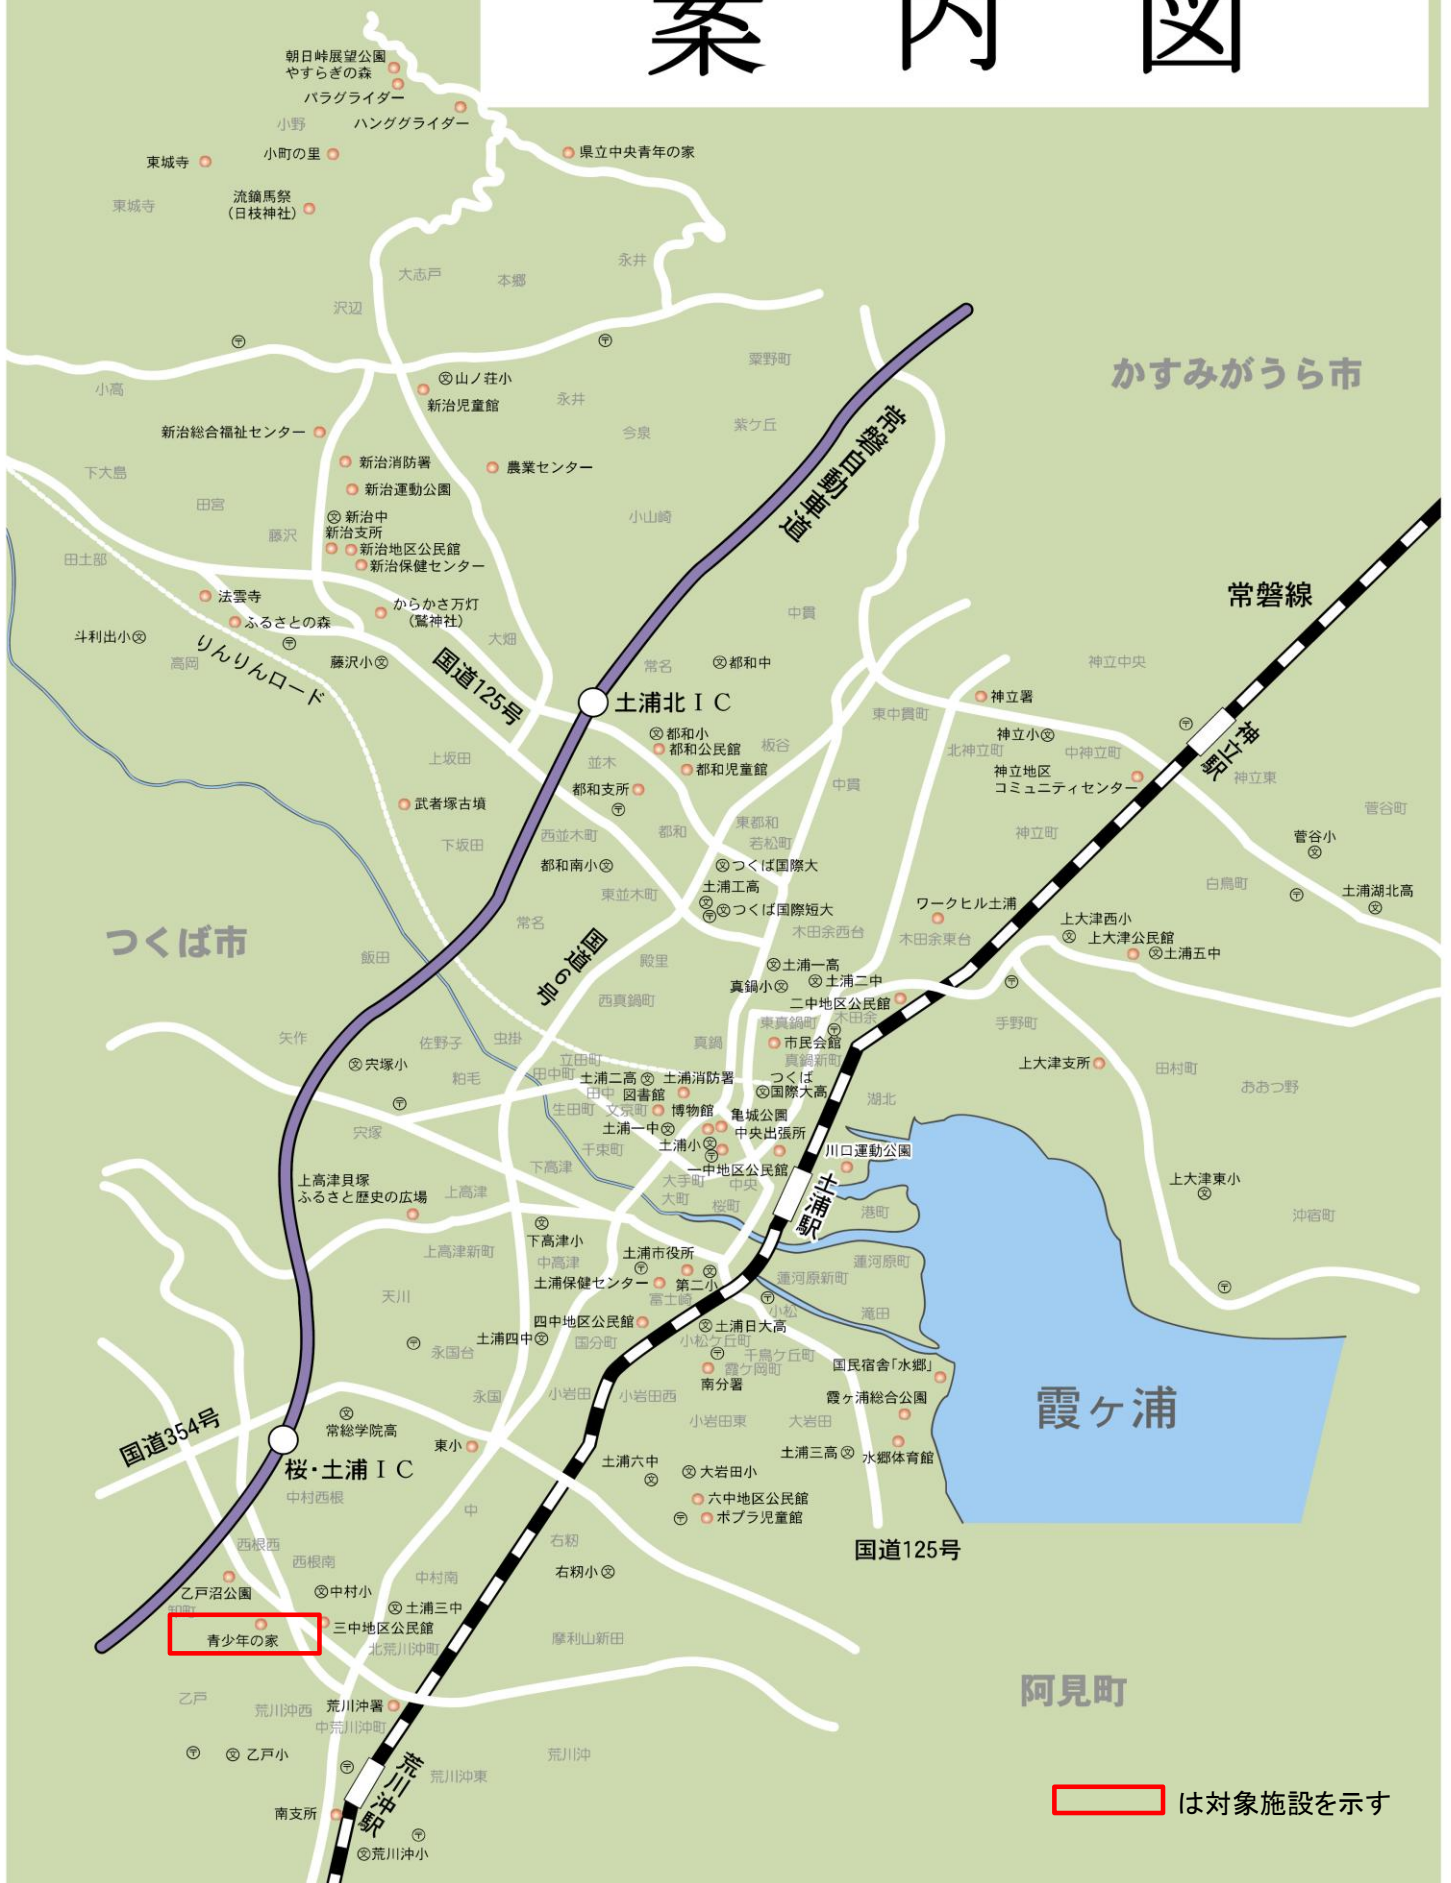 案内図
朝日峠展望公園
やすらぎの森
パラグライダー
ハンググライダー
小野
小町の里
東城寺
県立中央青年の家
東城寺
流鏑馬祭
(日枝神社)
永井
大志戸
本郷
沢辺
〒
〒
粟野町
かすみがうら市
小高
文山ノ荘小
新治児童館
永井
新治総合福祉センター
今泉
紫ケ丘
常磐自動車道
新治消防署
農業センター
下大島
新治運動公園
田宮
文新治中
小山崎
藤沢
新治支所
新治地区公民館
新治保健センター
田土部
常磐線
法雲寺
からかさ万灯
(鷲神社)
中貫
ふるさとの森
斗利出小文
〒
大畑
りんりんロード
高岡
藤沢小文
国道125号
常名
文都和中
神立中央
土浦北IC
神立署
東中貫町
文都和小
都和公民館
板谷
神立小文
〒
神立駅
北神立町
中神立町
上坂田
並木
都和児童館
神立地区
コミュニティセンター
神立東
都和支所
中貫
武者塚古墳
〒
菅谷町
西並木町
都和
東都和
若松町
神立町
菅谷小
文
下坂田
都和南小文
文つくば国際大
白鳥町
土浦湖北高
文
東並木町
土浦工高
文
〒
文つくば国際短大
〒
ワークヒル土浦
上大津西小
文
上大津公民館
文土浦五中
つくば市
常名
国道6号
木田余西台
木田余東台
飯田
殿里
文土浦一高
真鍋小文
文土浦二中
〒
西真鍋町
二中地区公民館
東真鍋町
木田余
〒
手野町
矢作
佐野子
虫掛
真鍋
市民会館
真鍋新町
文宍塚小
立田町
田中町
上大津支所
田村町
粕毛
土浦二高文
土浦消防署
つくば
文国際大高
おおつ野
田中
図書館
〒
生田町
文京町
博物館
亀城公園
湖北
宍塚
土浦一中文
中央出張所
千束町
土浦小文
〒
川口運動公園
下高津
一中地区公民館
上高津貝塚
ふるさと歴史の広場
上高津
大手町
中央
土浦駅
上大津東小
文
大町
桜町
港町
沖宿町
文
下高津小
上高津新町
中高津
土浦市役所
〒
文
蓮河原町
土浦保健センター
第二小
蓮河原新町
〒
天川
富士崎
〒
小松
滝田
四中地区公民館
文土浦日大高
土浦四中文
国分町
小松ケ丘町
〒
永国台
〒
千鳥ケ丘町
霞ケ岡町
国民宿舎「水郷」
南分署
永国
小岩田
小岩田西
霞ヶ浦総合公園
霞ヶ浦
国道354号
文
常総学院高
小岩田東
大岩田
東小
土浦三高文
水郷体育館
桜・土浦IC
土浦六中
文
文大岩田小
中村西根
六中地区公民館
中
〒
ポプラ児童館
右籾
国道125号
西根西
西根南
中村南
右籾小文
乙戸沼公園
文中村小
卸町
文土浦三中
三中地区公民館
青少年の家
北荒川沖町
摩利山新田
阿見町
乙戸
荒川沖西
荒川沖署
中荒川沖町
〒
文乙戸小
〒
荒川沖駅
荒川沖東
荒川沖
南支所
は対象施設を示す
〒
文荒川沖小